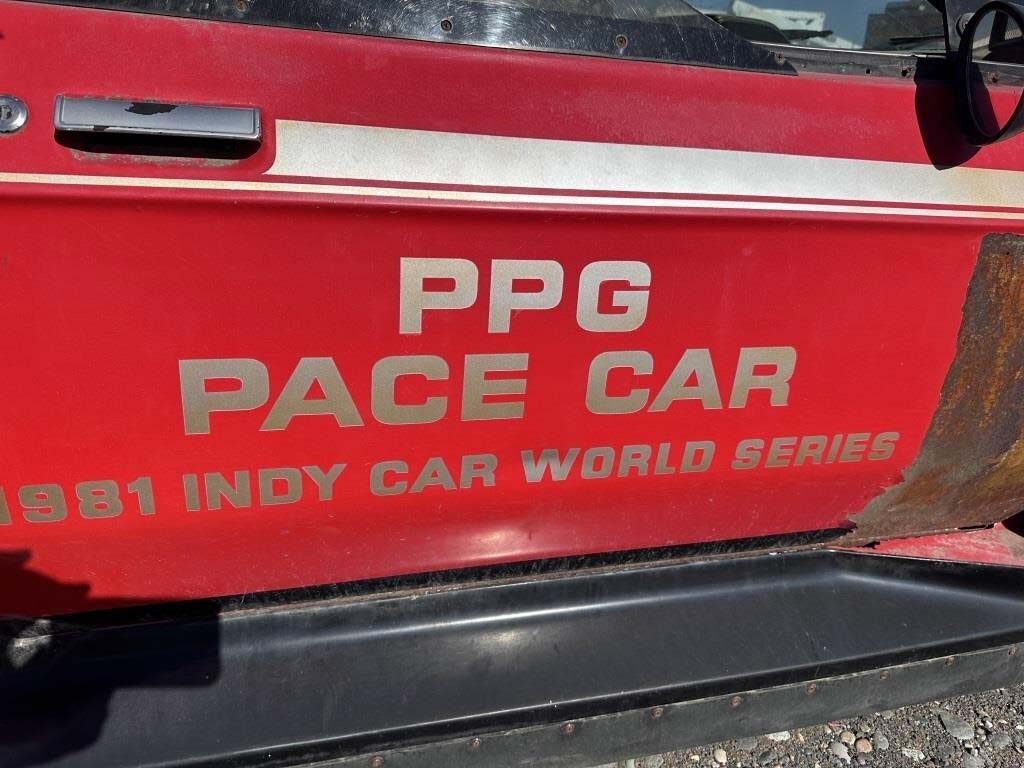 PPG
PACE CAR
1981 INDY CAR WORLD SERIES